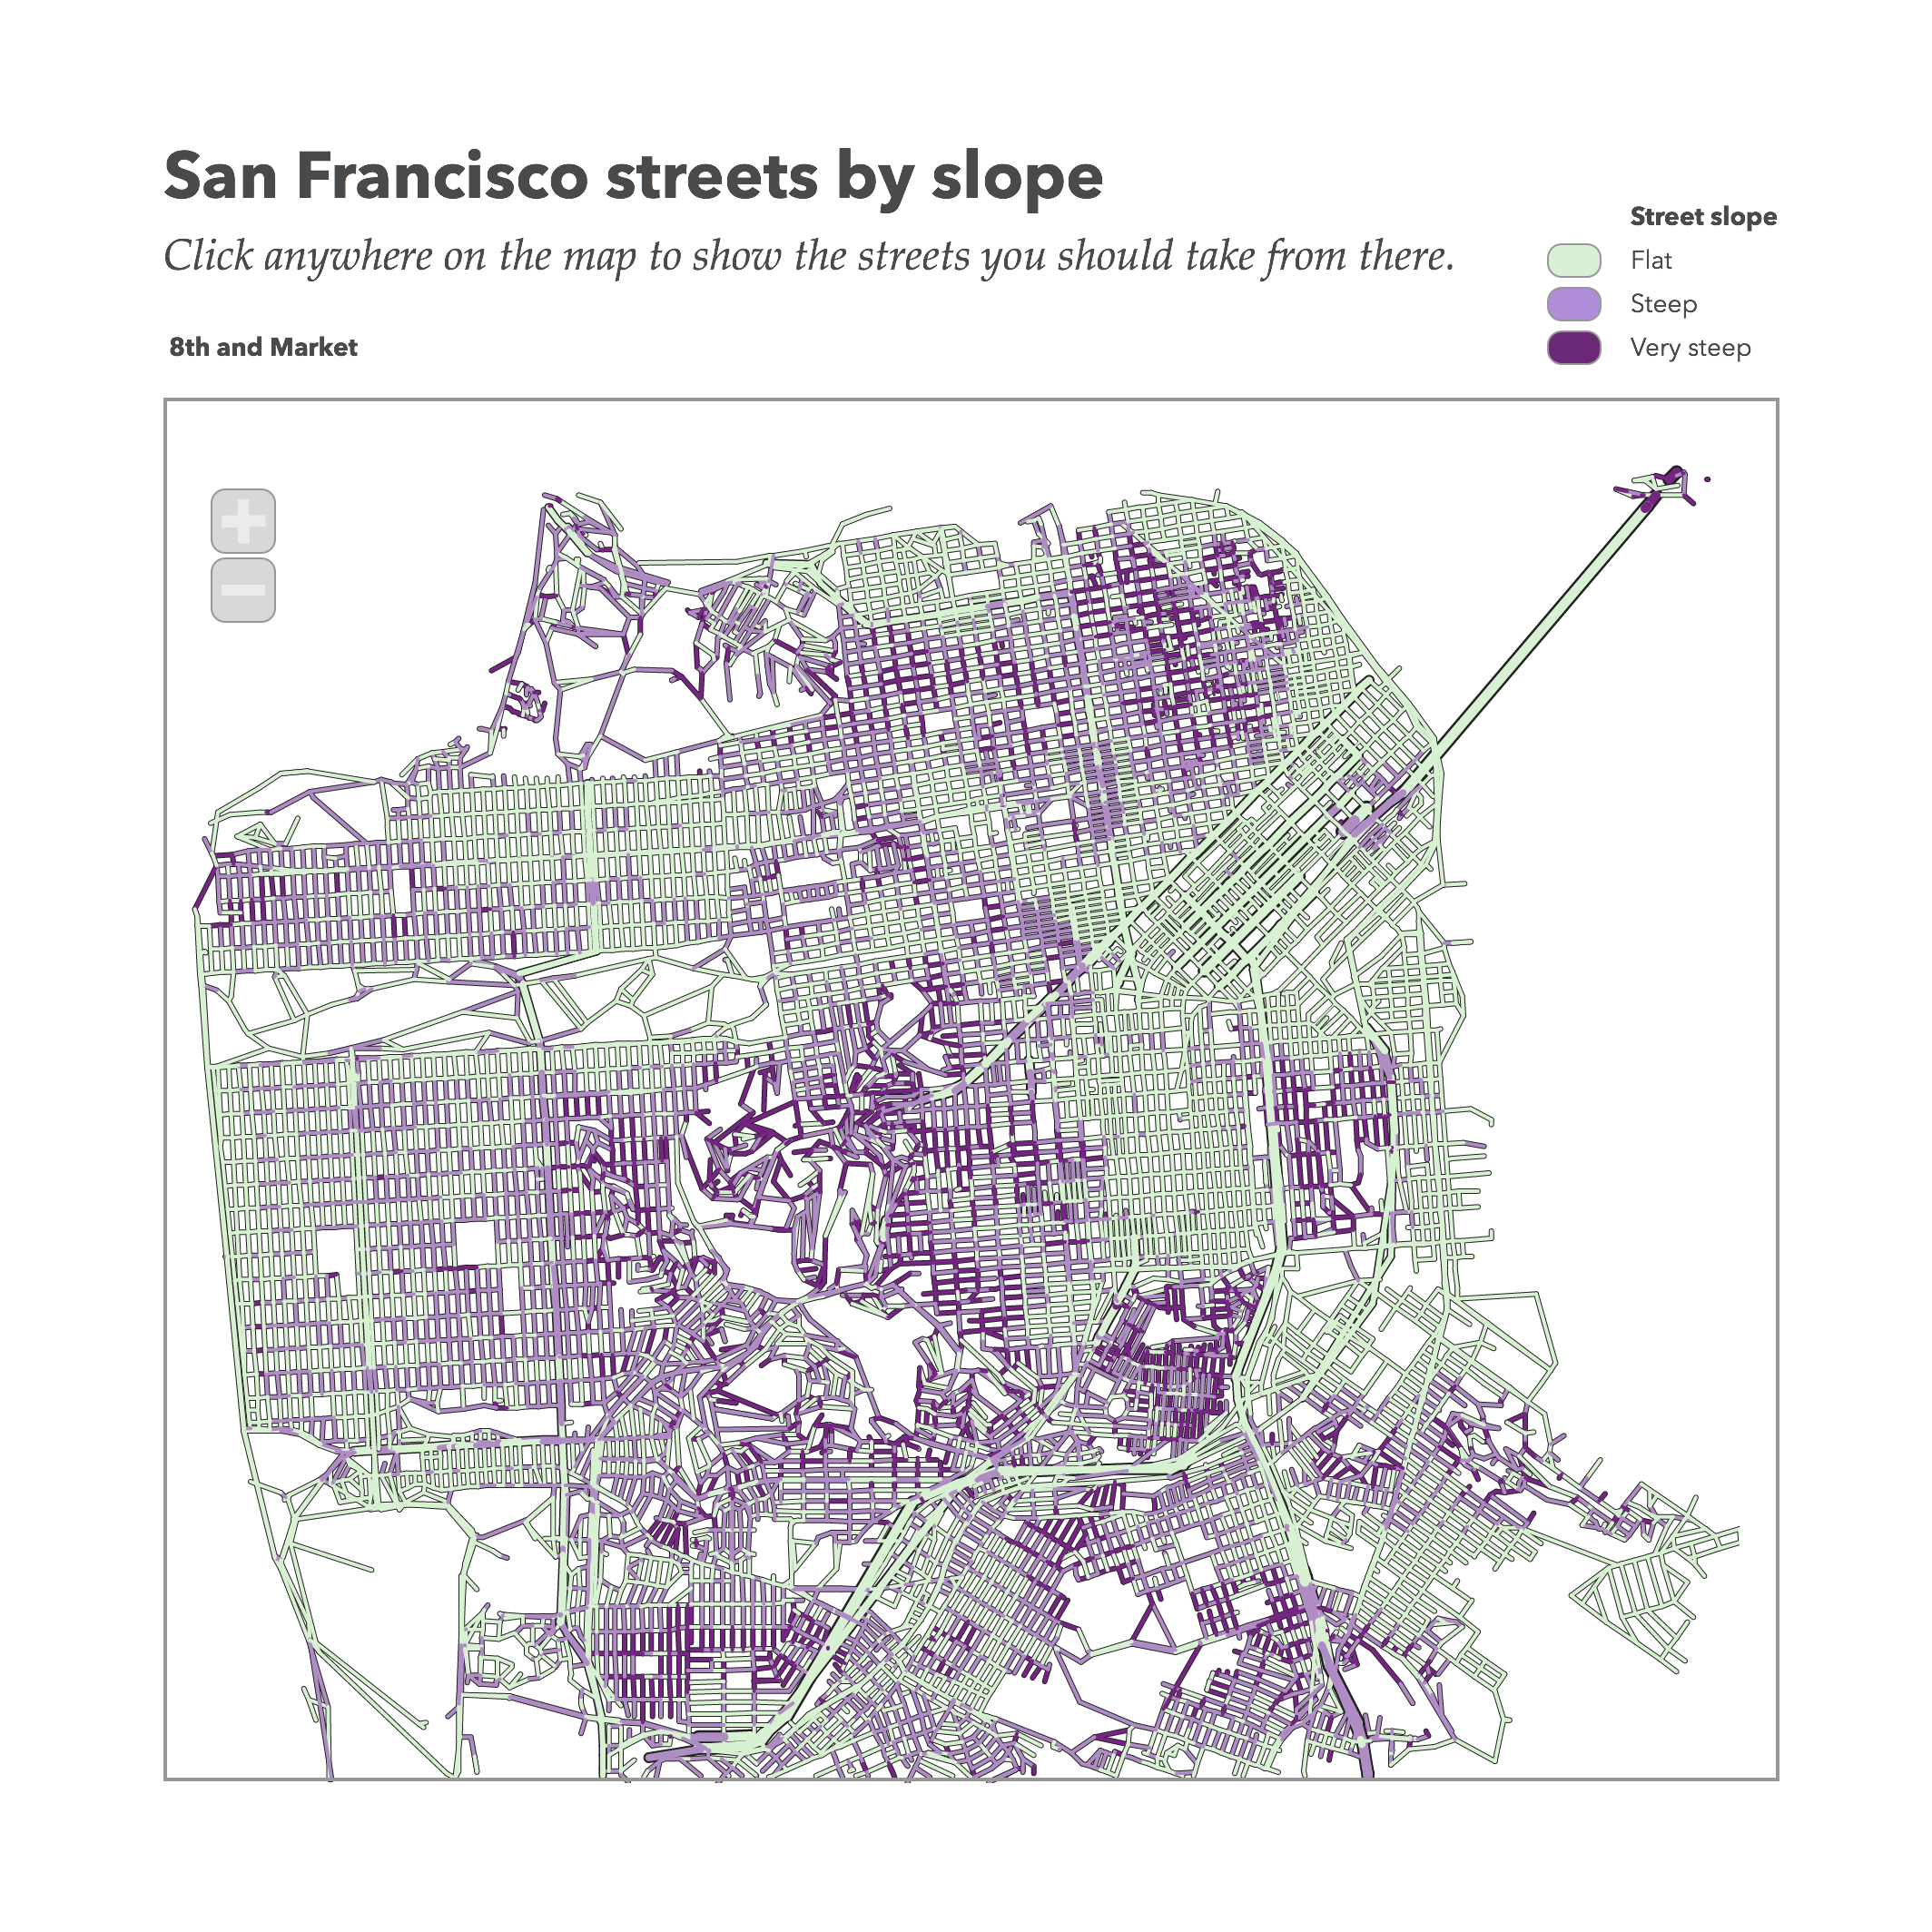 San Francisco streets by slope
Click anywhere on the map to show the streets you should take from there.
8th and Market
Street slope
Flat
Steep
Very steep